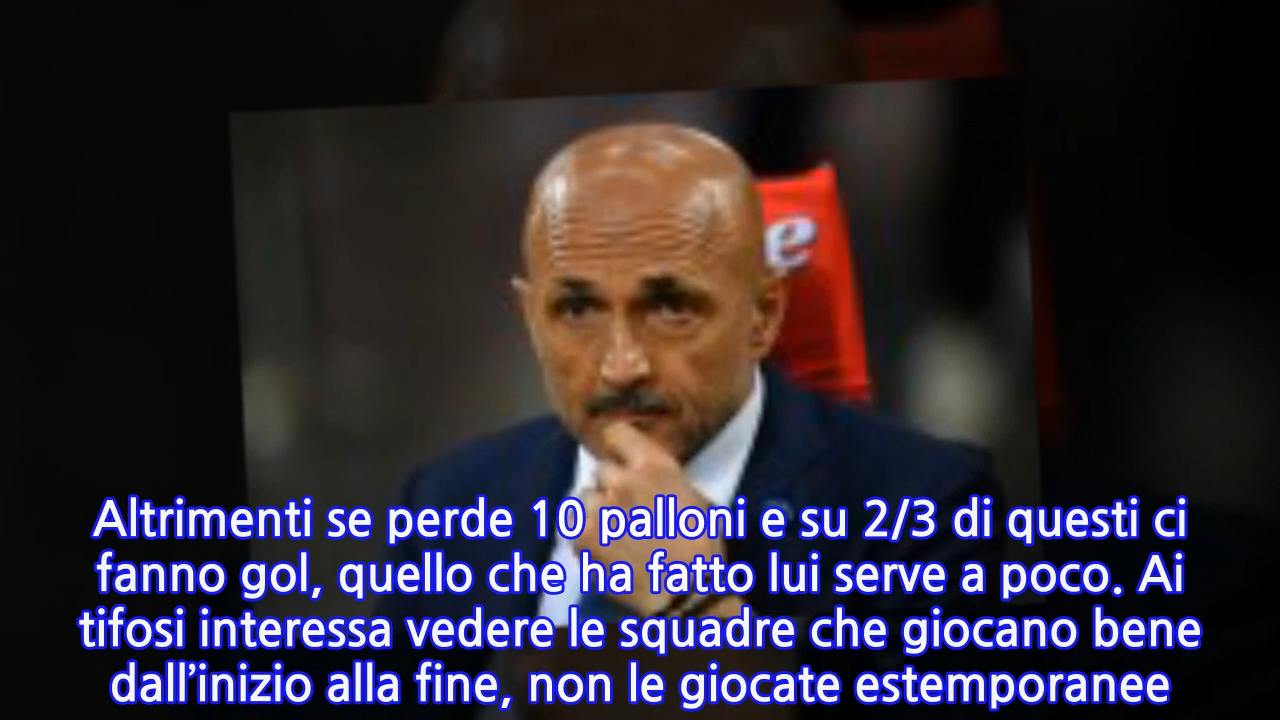 e
Altrimenti se perde 10 palloni e su 2/3 di questi ci
fanno gol, quello che ha fatto lui serve a poco. Ai
tifosi interessa vedere le squadre che giocano bene
dall'inizio alla fine, non le giocate estemporanee